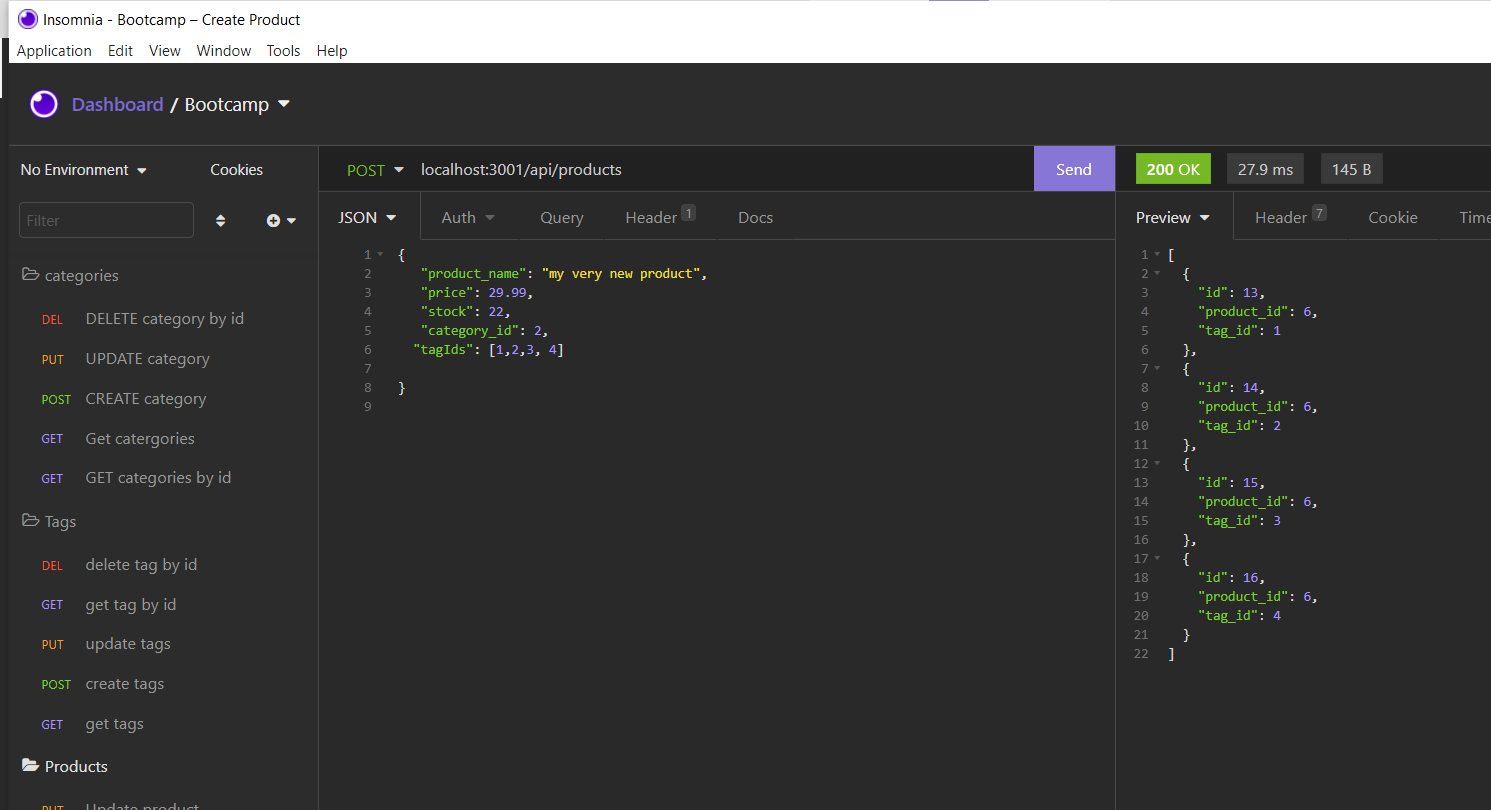 Insomnia - Bootcamp – Create Product
Application Edit View Window Tools Help
Dashboard / Bootcamp
No Environment Cookies
Filter
categories
DEL DELETE category by id
PUT UPDATE category
POST CREATE category
GET Get catergories
GET GET categories by id
Tags
DEL delete tag by id
GET get tag by id
PUT update tags
POST create tags
GET get tags
Products
PUT Update product
POST localhost:3001/api/products Send
JSON Auth Query Header 1 Docs
1 {
2 "product_name": "my very new product",
3 "price": 29.99,
4 "stock": 22,
5 "category_id": 2,
6 "tagIds": [1,2,3, 4]
7
8 }
9
200 OK 27.9 ms 145 B
Preview Header 7 Cookie Time
1 [
2 {
3 "id": 13,
4 "product_id": 6,
5 "tag_id": 1
6 },
7 {
8 "id": 14,
9 "product_id": 6,
10 "tag_id": 2
11 },
12 {
13 "id": 15,
14 "product_id": 6,
15 "tag_id": 3
16 },
17 {
18 "id": 16,
19 "product_id": 6,
20 "tag_id": 4
21 }
22 ]